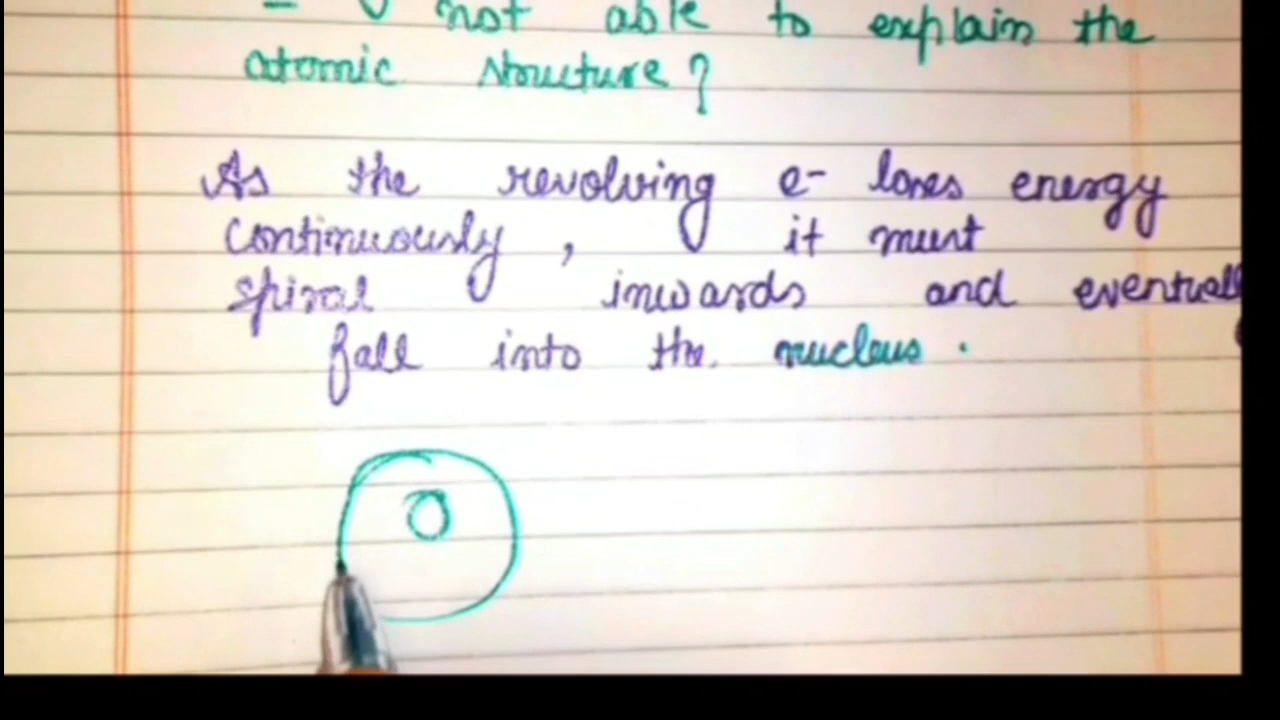 not able to explain the
atomic structure?
As the revolving e- loses energy
continuously, it must
spiral inwards and eventuall
fall into the nucleus.